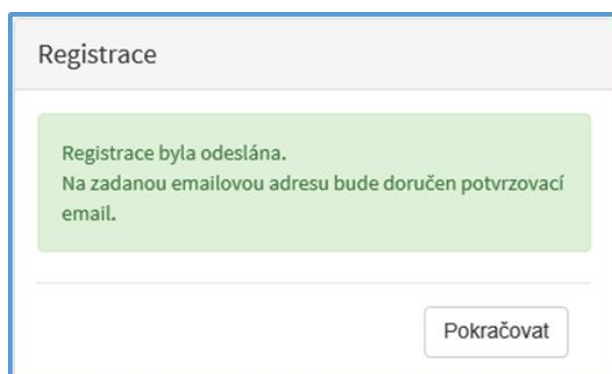 Registrace
Registrace byla odeslána.
Na zadanou emailovou adresu bude doručen potvrzovací
email.
Pokračovat